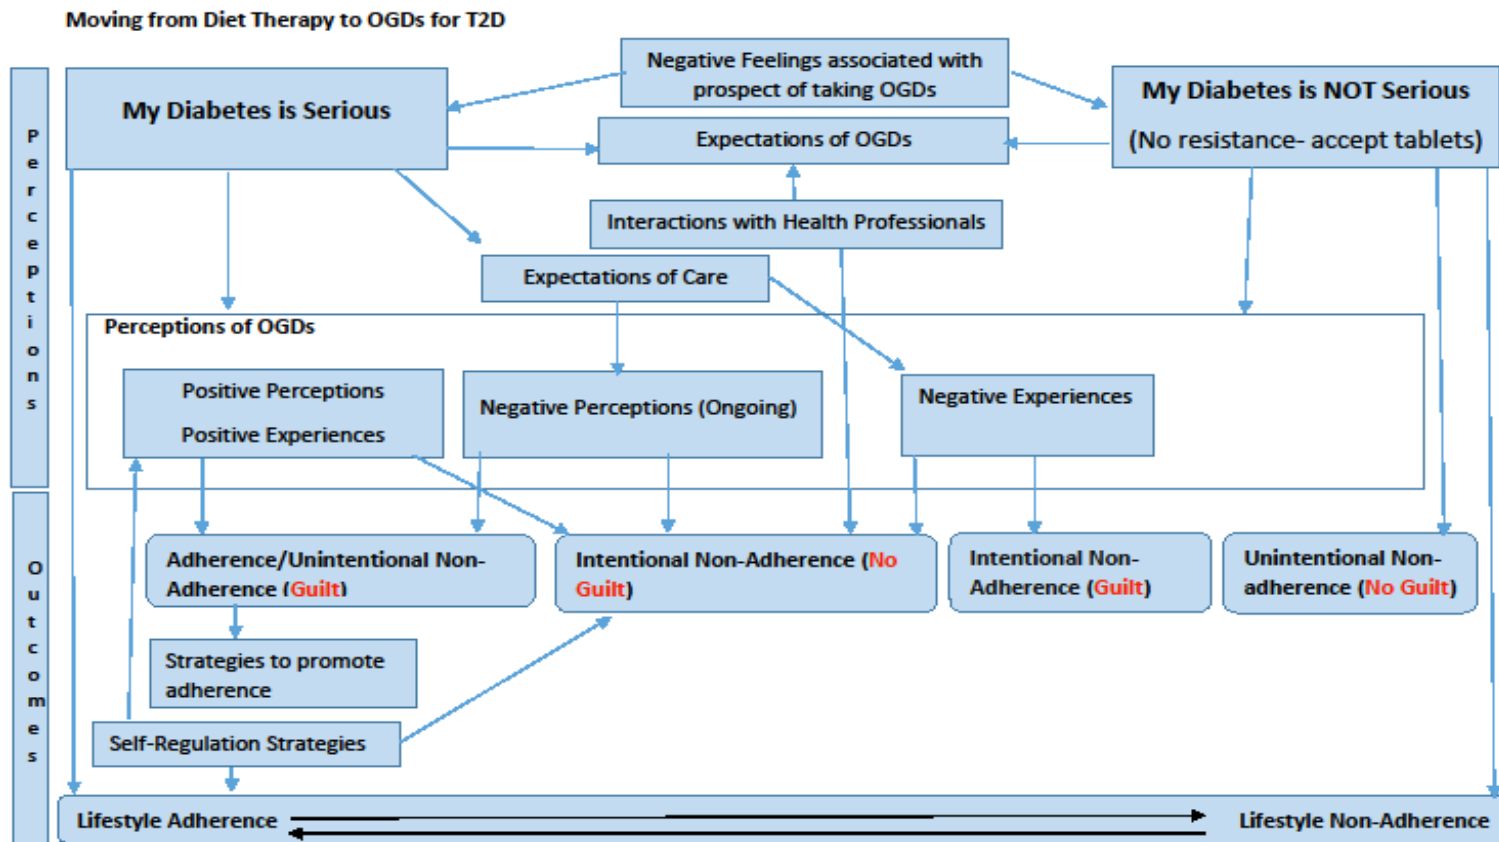 Moving from Diet Therapy to OGDs for T2D
Perceptions
My Diabetes is Serious
Negative Feelings associated with
prospect of taking OGDs
Expectations of OGDs
My Diabetes is NOT Serious
(No resistance- accept tablets)
Interactions with Health Professionals
Expectations of Care
Perceptions of OGDs
Positive Perceptions
Positive Experiences
Negative Perceptions (Ongoing)
Negative Experiences
Outcomes
Adherence/Unintentional Non-
Adherence (Guilt)
Intentional Non-Adherence (No
Guilt)
Intentional Non-
Adherence (Guilt)
Unintentional Non-
adherence (No Guilt)
Strategies to promote
adherence
Self-Regulation Strategies
Lifestyle Adherence
Lifestyle Non-Adherence